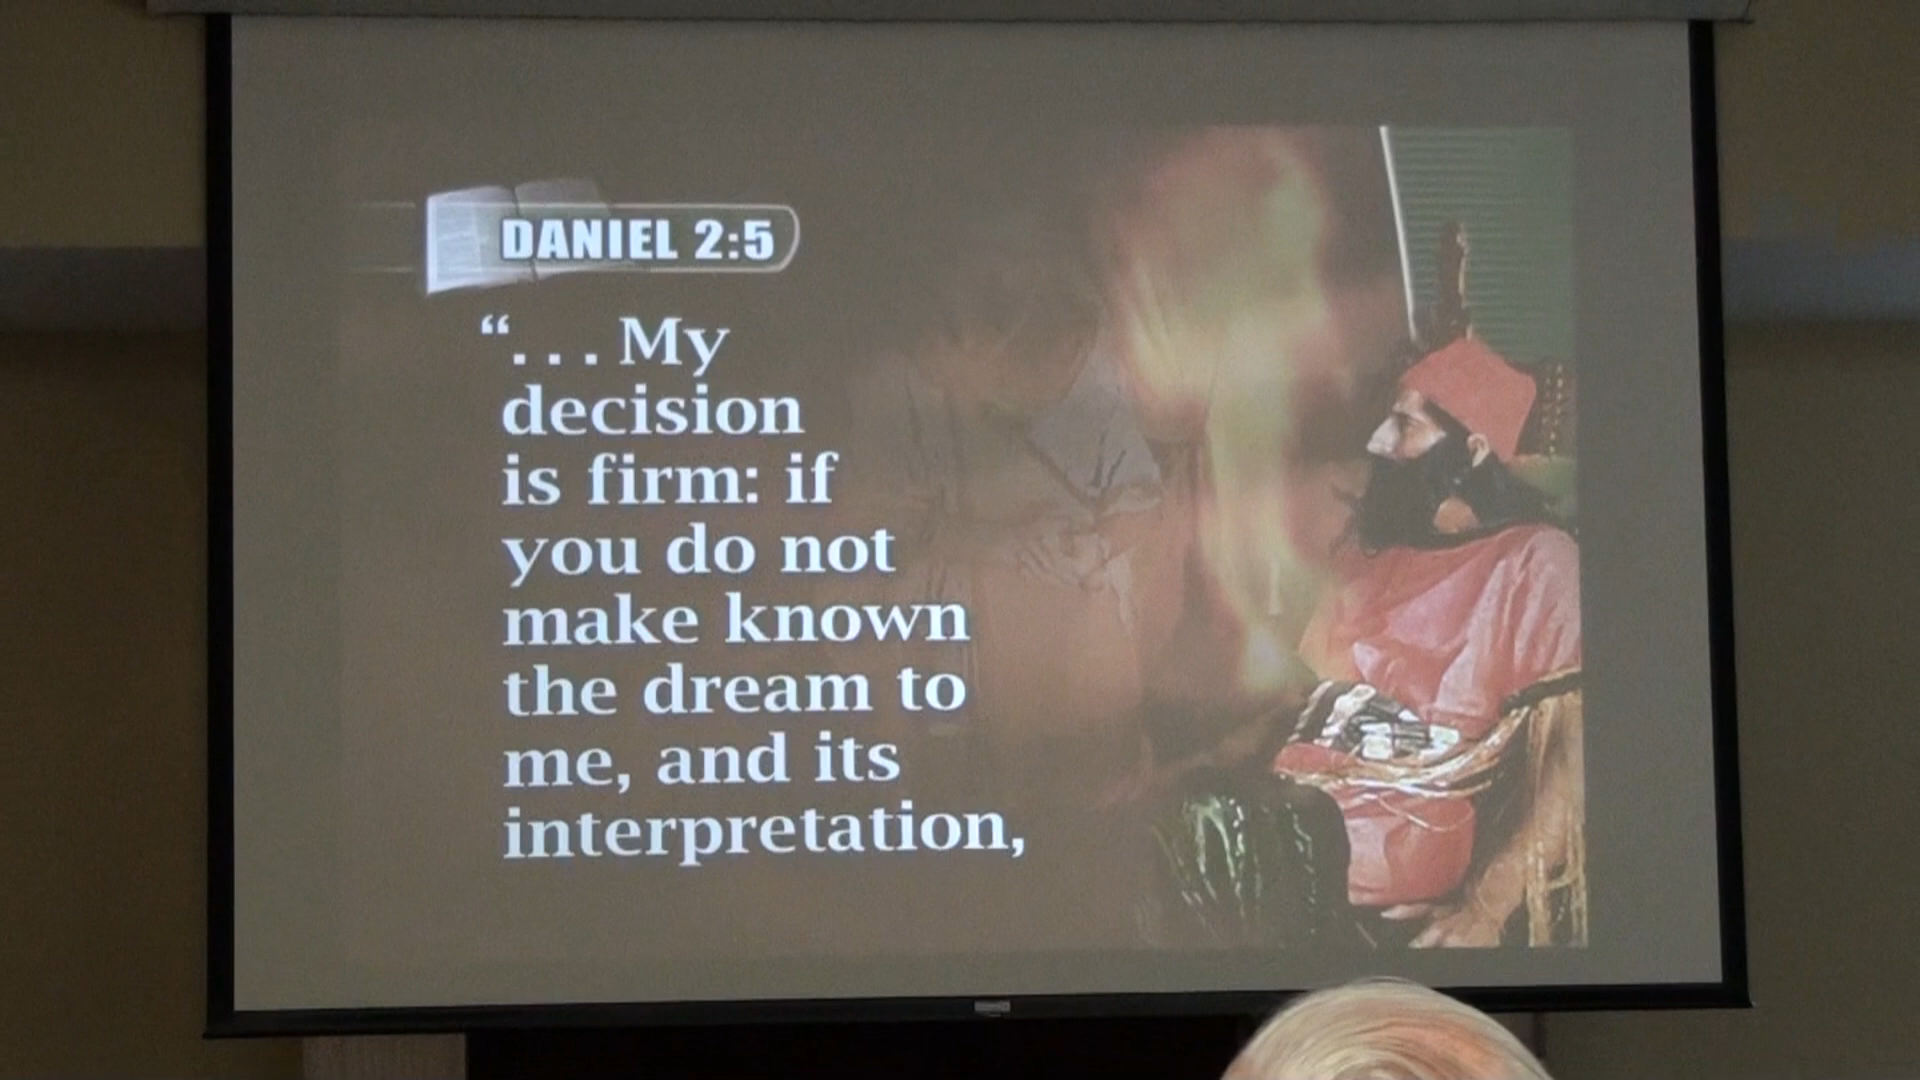 DANIEL 2:5
“. . . My
decision
is firm: if
you do not
make known
the dream to
me, and its
interpretation,